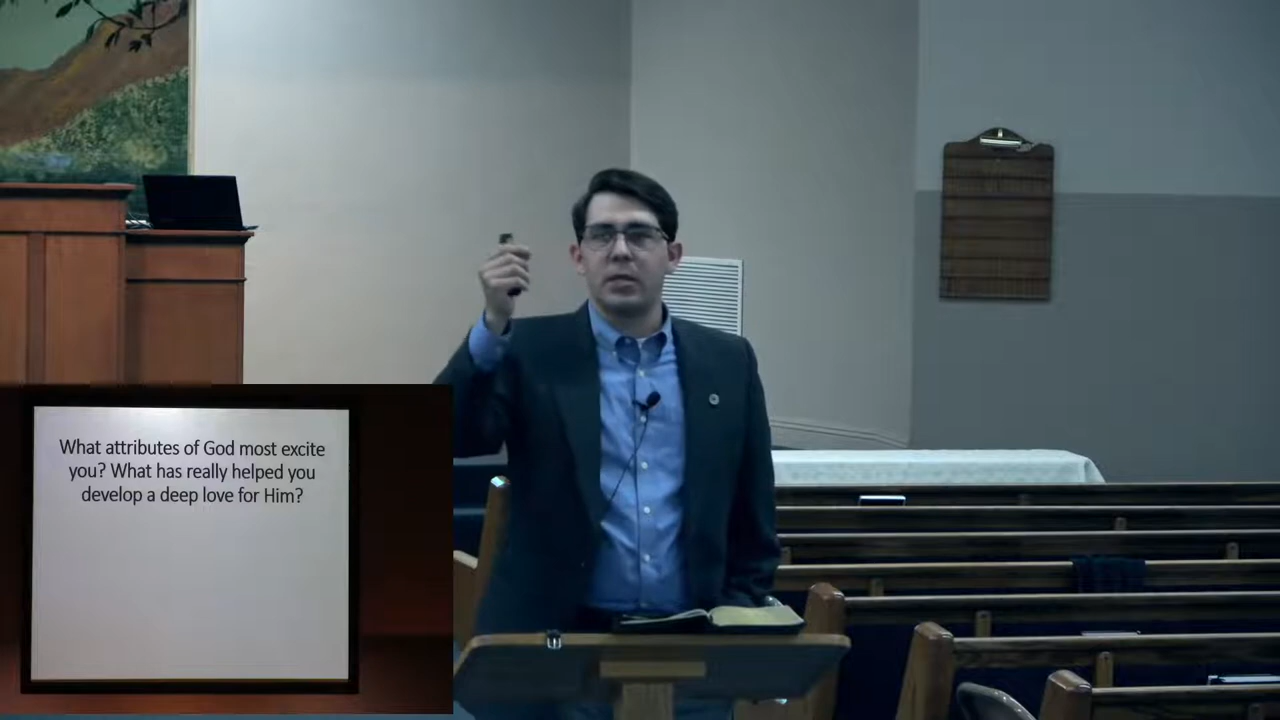 What attributes of God most excite
you? What has really helped you
develop a deep love for Him?